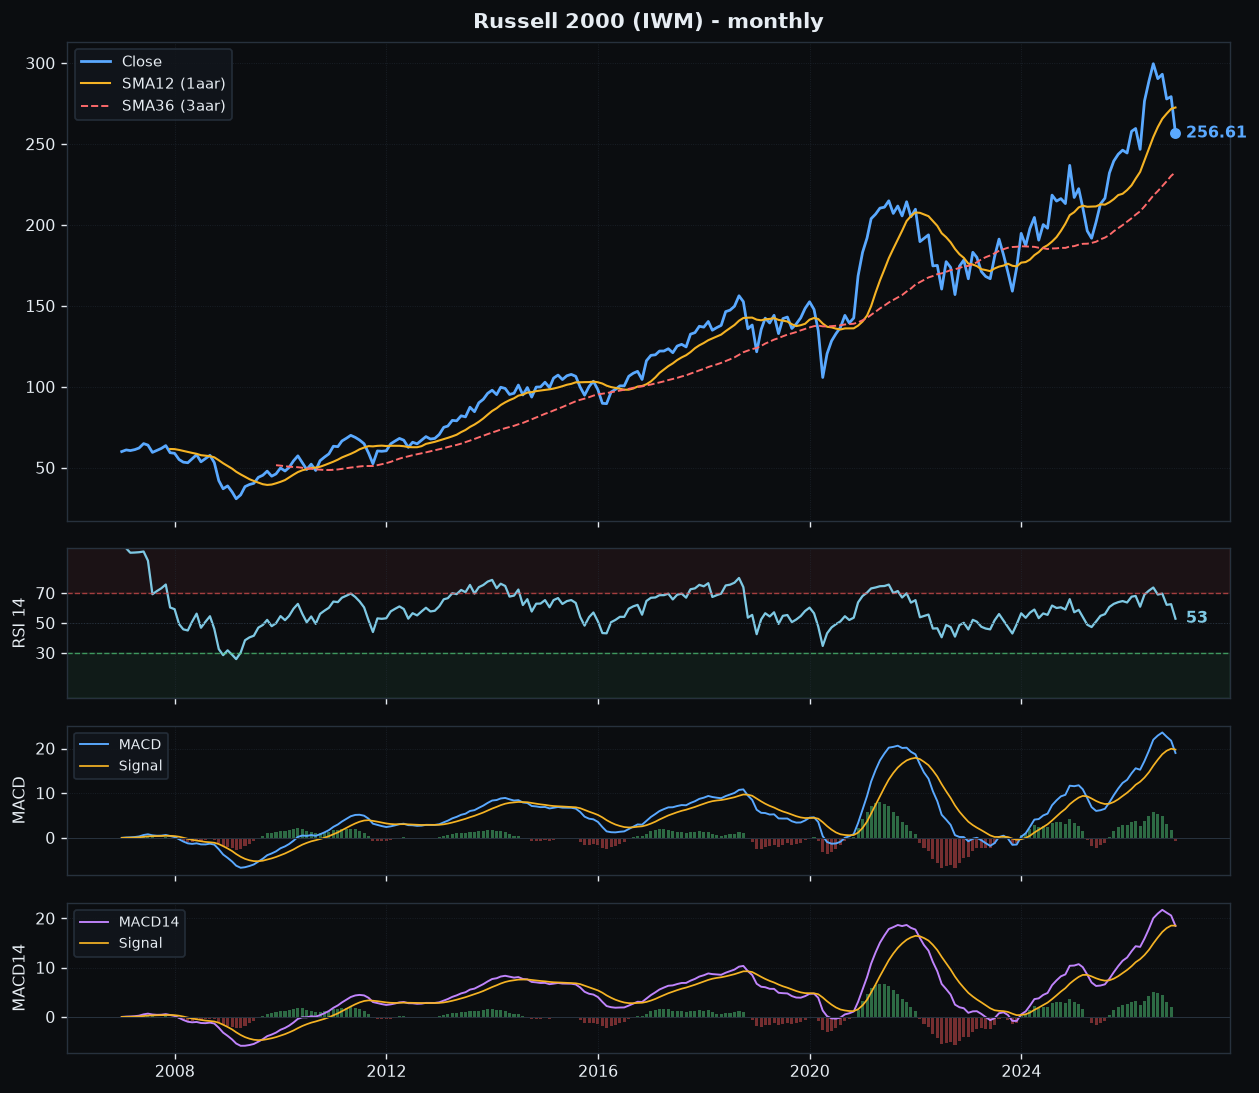 Russell 2000 (IWM) - monthly
Close
SMA12 (1aar)
SMA36 (3aar)
300
250
200
150
100
50
256.61
RSI 14
70
50
30
53
MACD
MACD
Signal
20
10
0
MACD14
MACD14
Signal
20
10
0
2008
2012
2016
2020
2024